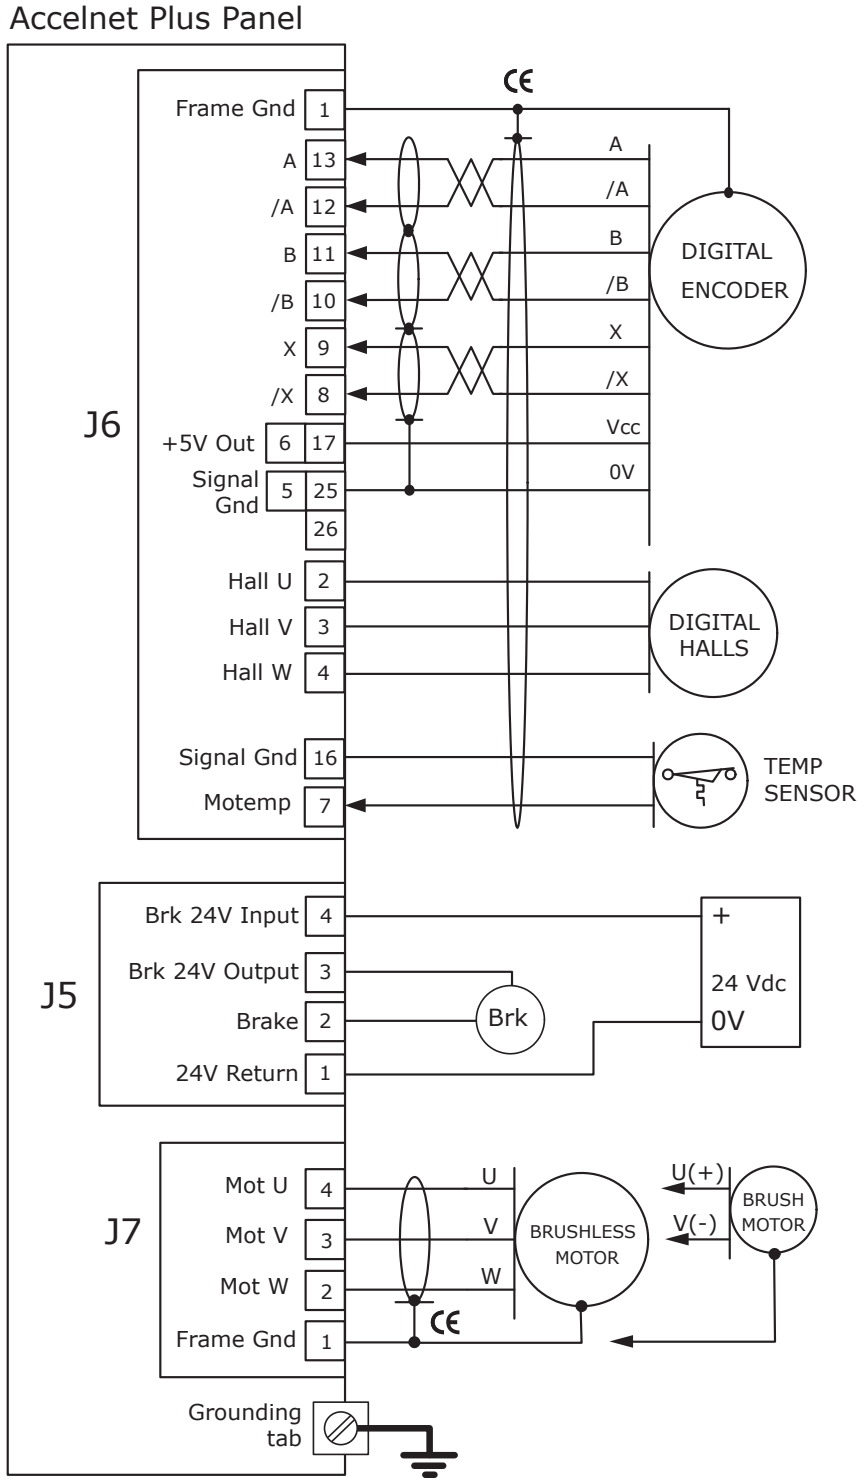 Accelnet Plus Panel
CE
Frame Gnd 1
A 13 A
/A 12 /A
B 11 B
/B 10 /B
X 9 X
/X 8 /X
DIGITAL
ENCODER
J6
+5V Out 6 17 Vcc
Signal
Gnd 5 25 0V
26
Hall U 2
Hall V 3
Hall W 4
DIGITAL
HALLS
Signal Gnd 16
Motemp 7
TEMP
SENSOR
J5
Brk 24V Input 4 +
Brk 24V Output 3
24 Vdc
Brake 2 Brk 0V
24V Return 1
J7
Mot U 4 U
Mot V 3 V
Mot W 2 W
Frame Gnd 1
CE
BRUSHLESS
MOTOR
U(+)
V(-)
BRUSH
MOTOR
Grounding
tab